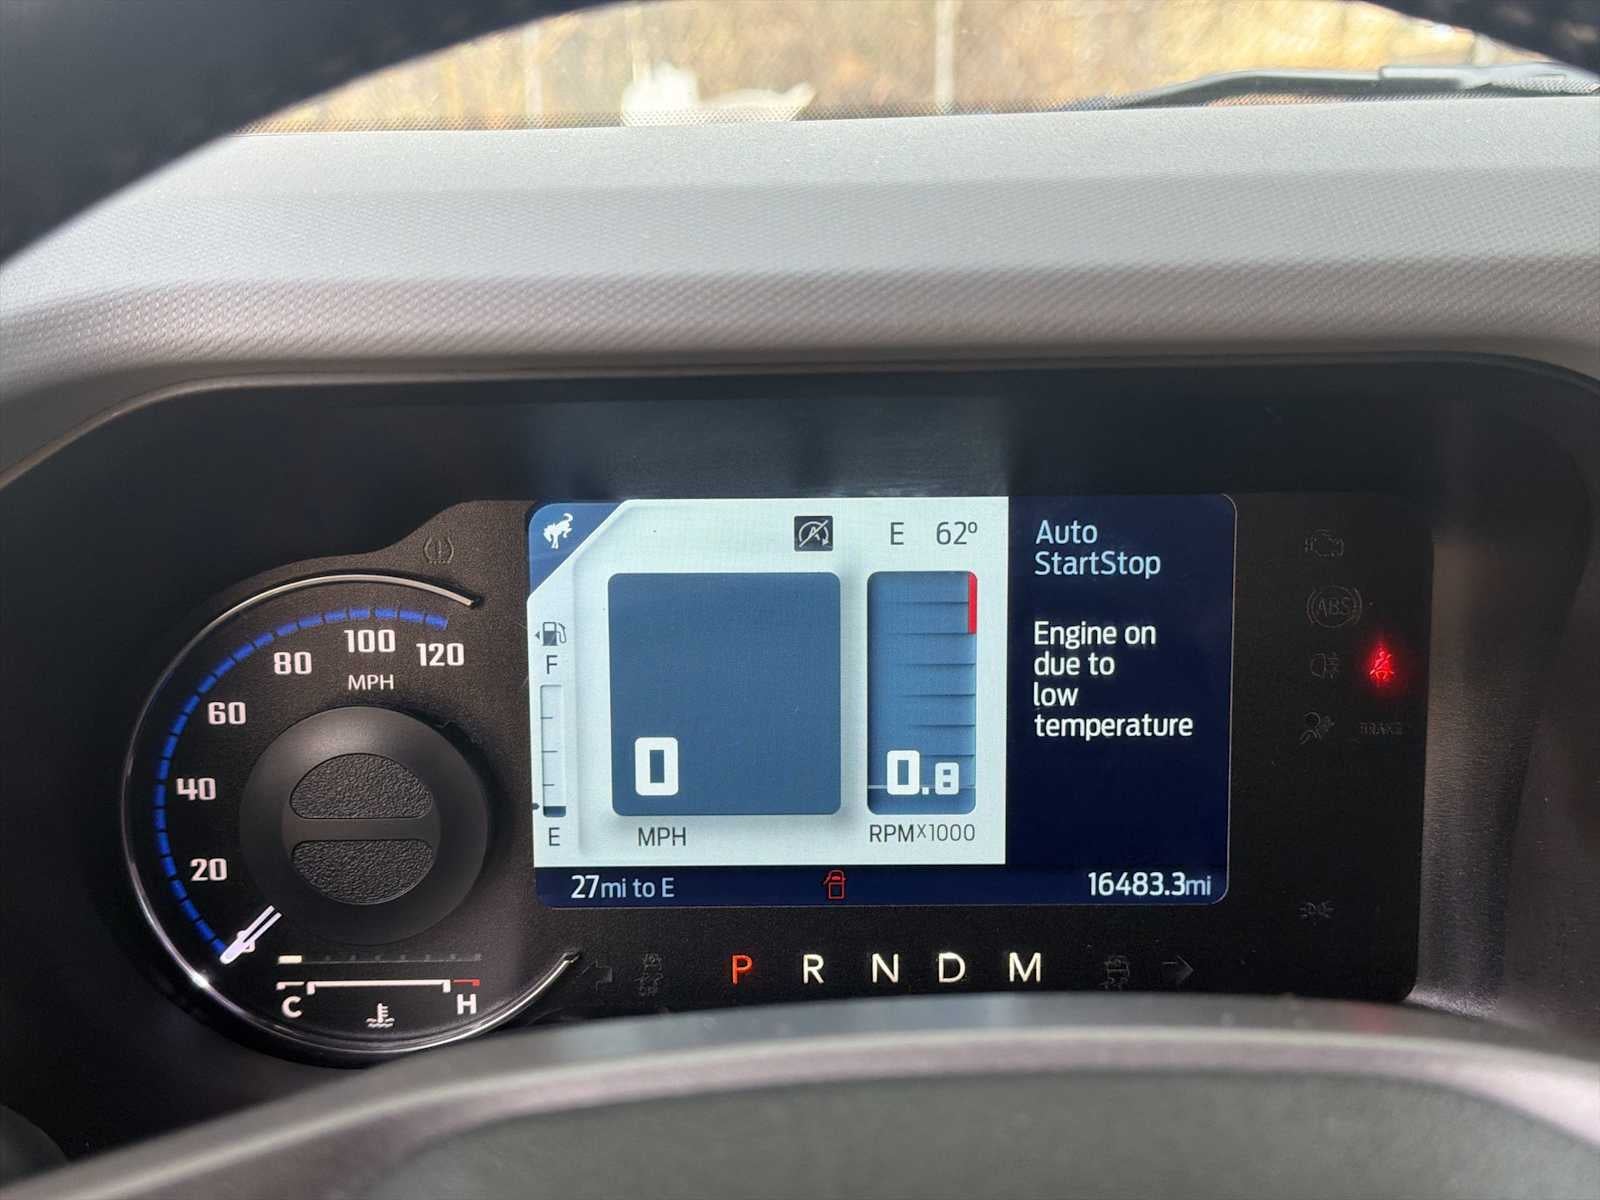 E 62°
Auto
StartStop
Engine on
due to
low
temperature
F
E
0
MPH
0.8
RPMx1000
27mi to E
16483.3mi
120
100
80
60
40
20
MPH
C
H
P R N D M
ABS
BRAKE